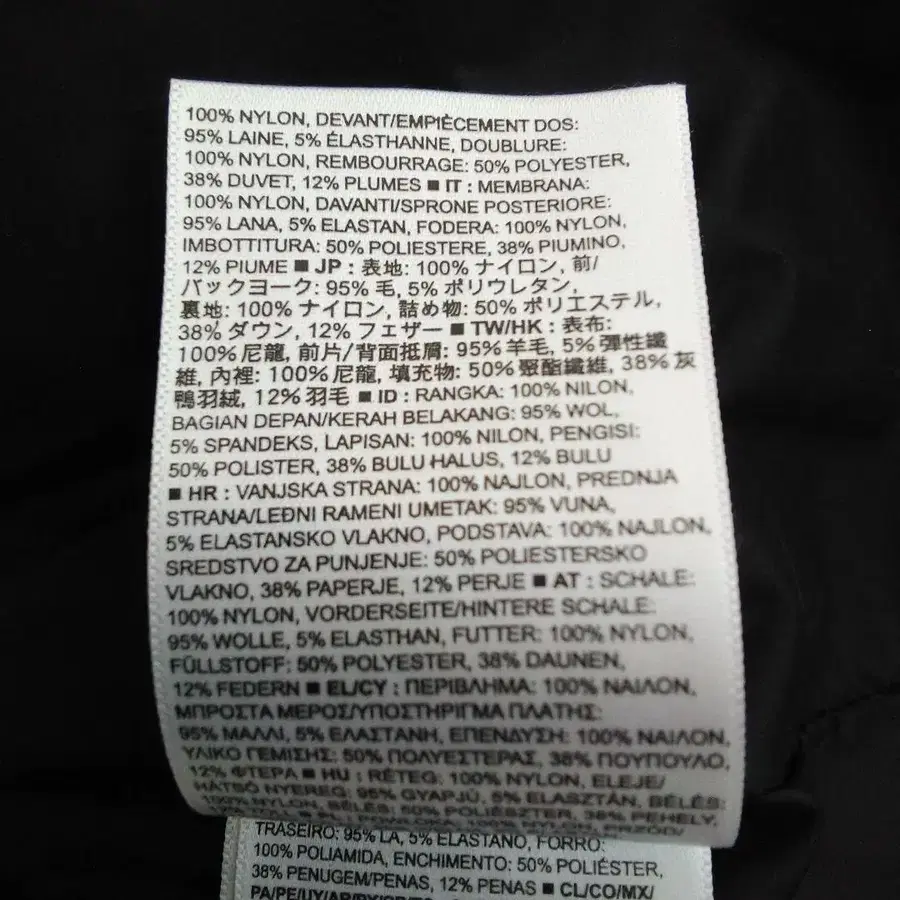 100% NYLON, DEVANT/EMPIÈCEMENT DOS:
95% LAINE, 5% ÉLASTHANNE, DOUBLURE:
100% NYLON, REMBOURRAGE: 50% POLYESTER,
38% DUVET, 12% PLUMES ■ IT : MEMBRANA:
100% NYLON, DAVANTI/SPRONE POSTERIORE:
95% LANA, 5% ELASTAN, FODERA: 100% NYLON,
IMBOTTITURA: 50% POLIESTERE, 38% PIUMINO,
12% PIUME ■ JP : 表地: 100% ナイロン, 前/
バックヨーク: 95% 毛, 5% ポリウレタン,
裏地: 100% ナイロン, 詰め物: 50% ポリエステル,
38% ダウン, 12% フェザー ■ TW/HK : 表布:
100% 尼龍, 前片/背面抵屑: 95% 羊毛, 5% 彈性纖
維, 內裡: 100% 尼龍, 填充物: 50% 聚酯纖維, 38% 灰
鴨羽絨, 12% 羽毛 ■ ID : RANGKA: 100% NILON,
BAGIAN DEPAN/KERAH BELAKANG: 95% WOL,
5% SPANDEKS, LAPISAN: 100% NILON, PENGISI:
50% POLISTER, 38% BULU HALUS, 12% BULU
■ HR : VANJSKA STRANA: 100% NAJLON, PREDNJA
STRANA/LEĐNI RAMENI UMETAK: 95% VUNA,
5% ELASTANSKO VLAKNO, PODSTAVA: 100% NAJLON,
SREDSTVO ZA PUNJENJE: 50% POLIESTERSKO
VLAKNO, 38% PAPERJE, 12% PERJE ■ AT : SCHALE:
100% NYLON, VORDERSEITE/HINTERE SCHALE:
95% WOLLE, 5% ELASTHAN, FUTTER: 100% NYLON,
FÜLLSTOFF: 50% POLYESTER, 38% DAUNEN,
12% FEDERN ■ EL/CY : ΠΕΡΙΒΛΗΜΑ: 100% ΝΑΙΛΟΝ,
ΜΠΡΟΣΤΑ ΜΕΡΟΣ/ΥΠΟΣΤΗΡΙΓΜΑ ΠΛΑΤΗΣ:
95% ΜΑΛΛΙ, 5% ΕΛΑΣΤΑΝΗ, ΕΠΕΝΔΥΣΗ: 100% ΝΑΙΛΟΝ,
ΥΛΙΚΟ ΓΕΜΙΣΗΣ: 50% ΠΟΛΥΕΣΤΕΡΑΣ, 38% ΠΟΥΠΟΥΛΟ,
12% ΦΤΕΡΑ ■ HU : RÉTEG: 100% NYLON, ELEJE/
HÁTSÓ NYEREG: 95% GYAPJÚ, 5% ELASZTÁN, BÉLÉS:
100% NYLON, BÉLÉS: 50% POLIÉSZTER, 38% PEHELY,
TRASEIRO: 95% LÃ, 5% ELASTANO, FORRO:
100% POLIAMIDA, ENCHIMENTO: 50% POLIÉSTER,
38% PENUGEM/PENAS, 12% PENAS ■ CL/CO/MX/